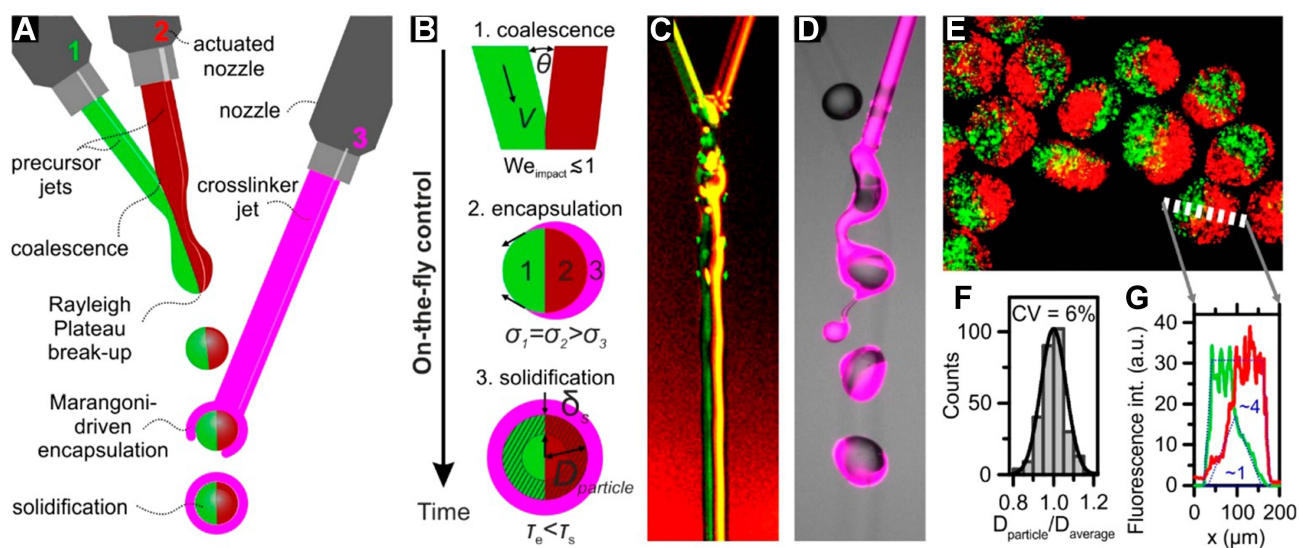 A
1
2
actuated
nozzle
nozzle
3
precursor
jets
crosslinker
jet
coalescence
Rayleigh
Plateau
break-up
Marangoni-
driven
encapsulation
solidification
B
On-the-fly control
Time
1. coalescence
θ
V
We_impact ≲ 1
2. encapsulation
1 2 3
σ₁=σ₂>σ₃
3. solidification
δₛ
D_particle
τₑ<τₛ
C
D
E
F
CV = 6%
Counts
100
50
0
0.8 1.0 1.2
D_particle/D_average
G
Fluorescence int. (a.u.)
40
30
20
10
0
~4
~1
0 100 200
x (μm)